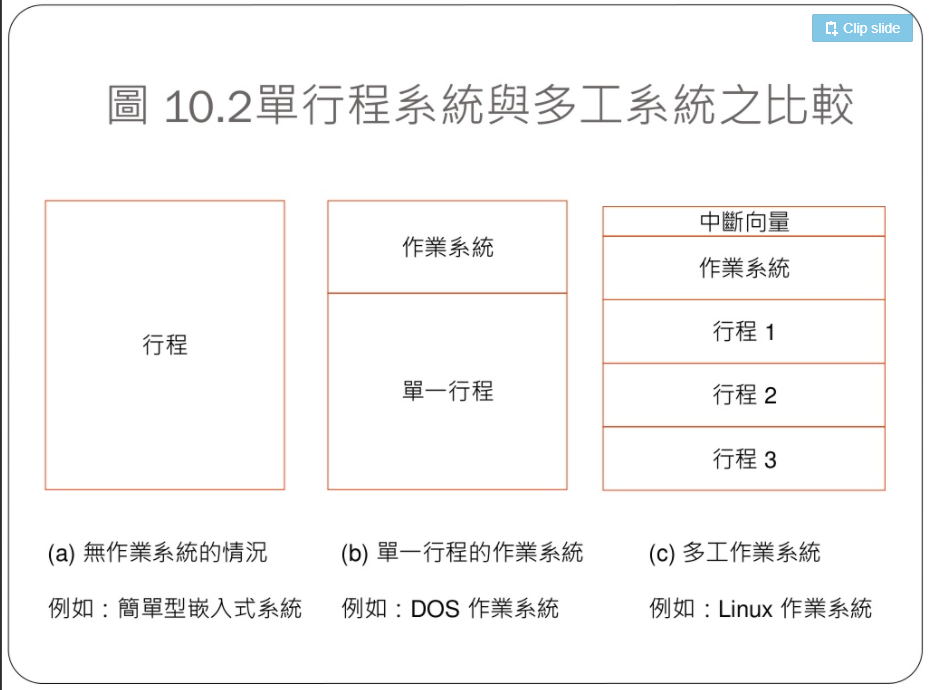 Clip slide
圖 10.2單行程系統與多工系統之比較
行程
作業系統
單一行程
中斷向量
作業系統
行程 1
行程 2
行程 3
(a) 無作業系統的情況
例如：簡單型嵌入式系統
(b) 單一行程的作業系統
例如：DOS 作業系統
(c) 多工作業系統
例如：Linux 作業系統